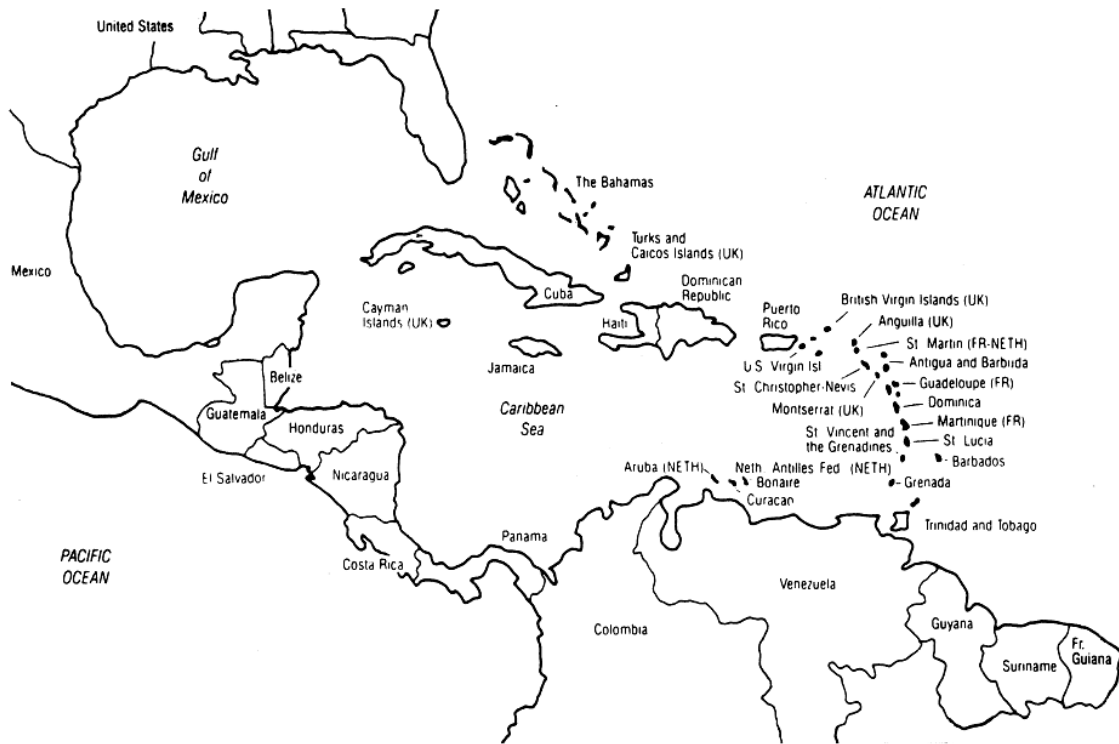 United States
Gulf
of
Mexico
The Bahamas
ATLANTIC
OCEAN
Mexico
Turks and
Caicos Islands (UK)
Cuba
Dominican
Republic
Cayman
Islands (UK)
Haiti
Puerto
Rico
British Virgin Islands (UK)
Anguilla (UK)
St Martin (FR-NETH)
Jamaica
U S Virgin Isl
Antigua and Barbuda
Belize
St Christopher-Nevis
Guadeloupe (FR)
Guatemala
Caribbean
Sea
Montserrat (UK)
Dominica
Honduras
Martinique (FR)
St Vincent and
the Grenadines
St Lucia
Barbados
El Salvador
Nicaragua
Aruba (NETH)
Neth. Antilles Fed (NETH)
Bonaire
Curacao
Grenada
Trinidad and Tobago
Panama
PACIFIC
OCEAN
Costa Rica
Venezuela
Colombia
Guyana
Suriname
Fr.
Guiana